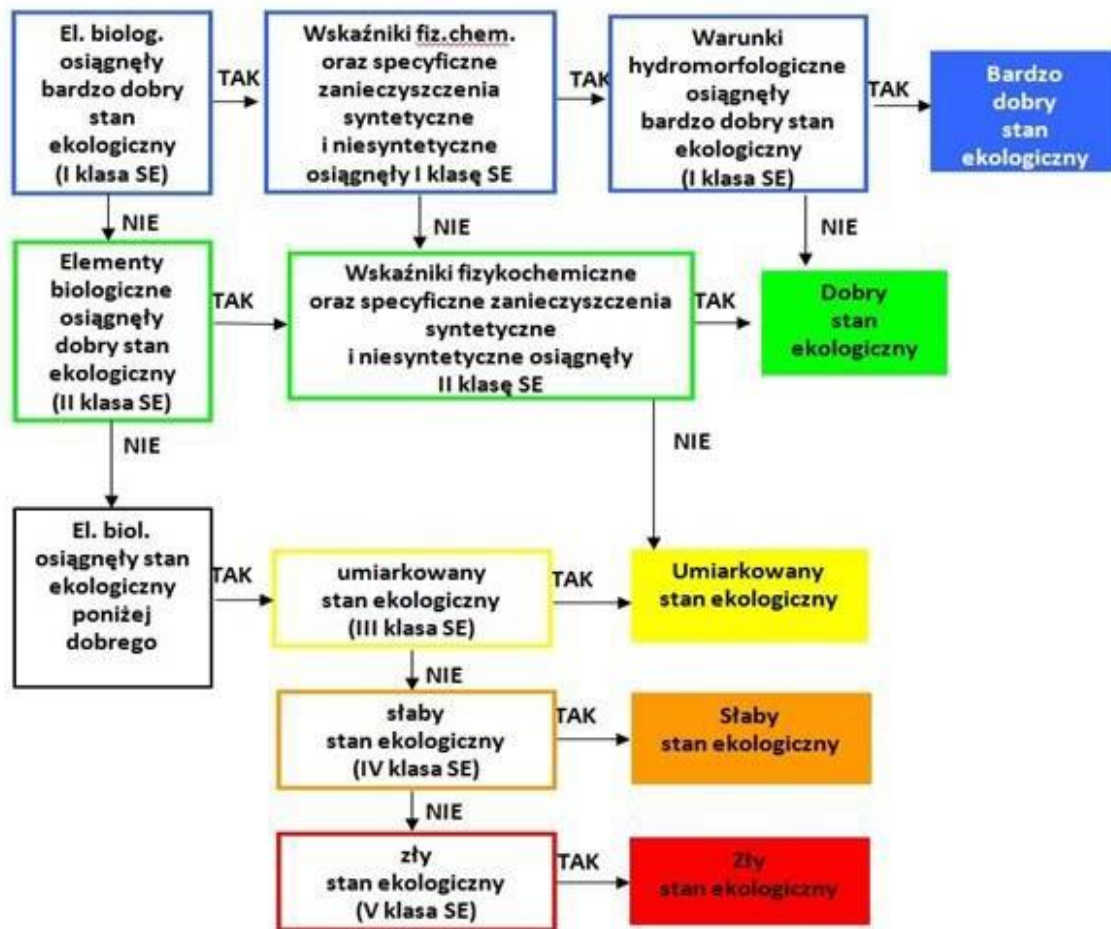 El. biolog.
osiągnęły
bardzo dobry
stan
ekologiczny
(I klasa SE)
TAK
Wskaźniki fiz.chem.
oraz specyficzne
zanieczyszczenia
syntetyczne
i niesyntetyczne
osiągnęły I klasę SE
TAK
Warunki
hydromorfologiczne
osiągnęły
bardzo dobry stan
ekologiczny
(I klasa SE)
TAK
Bardzo
dobry
stan
ekologiczny
NIE
NIE
NIE
Elementy
biologiczne
osiągnęły
dobry stan
ekologiczny
(II klasa SE)
TAK
Wskaźniki fizykochemiczne
oraz specyficzne zanieczyszczenia
syntetyczne
i niesyntetyczne osiągnęły
II klasę SE
TAK
Dobry
stan
ekologiczny
NIE
NIE
El. biol.
osiągnęły stan
ekologiczny
poniżej
dobrego
TAK
umiarkowany
stan ekologiczny
(III klasa SE)
TAK
Umiarkowany
stan ekologiczny
NIE
słaby
stan ekologiczny
(IV klasa SE)
TAK
Słaby
stan ekologiczny
NIE
zły
stan ekologiczny
(V klasa SE)
TAK
Zły
stan ekologiczny